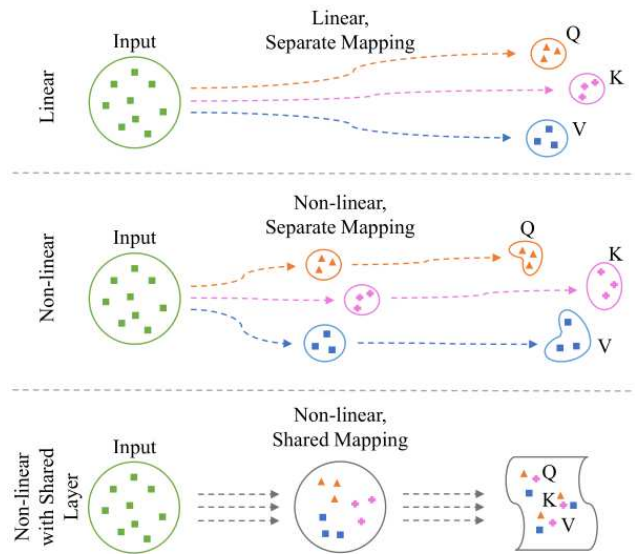 Linear,
Separate Mapping
Input
Q
K
V
Linear
Non-linear,
Separate Mapping
Input
Q
K
V
Non-linear
Non-linear,
Shared Mapping
Input
Q
K
V
Non-linear
with Shared
Layer